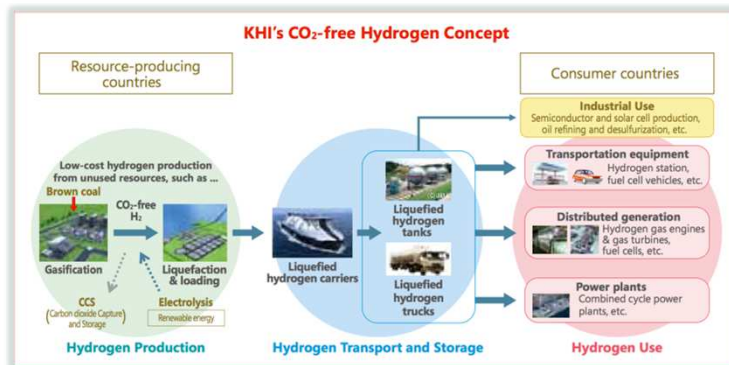 KHI's CO₂-free Hydrogen Concept
Resource-producing
countries
Consumer countries
Low-cost hydrogen production
from unused resources, such as ...
Brown coal
CO₂-free
H₂
Gasification
Liquefaction
& loading
CCS
(Carbon dioxide Capture
and Storage)
Electrolysis
Renewable energy
Hydrogen Production
Liquefied
hydrogen carriers
Liquefied
hydrogen
tanks
Liquefied
hydrogen
trucks
Hydrogen Transport and Storage
Industrial Use
Semiconductor and solar cell production,
oil refining and desulfurization, etc.
Transportation equipment
Hydrogen station,
fuel cell vehicles, etc.
Distributed generation
Hydrogen gas engines
& gas turbines,
fuel cells, etc.
Power plants
Combined cycle power
plants, etc.
Hydrogen Use